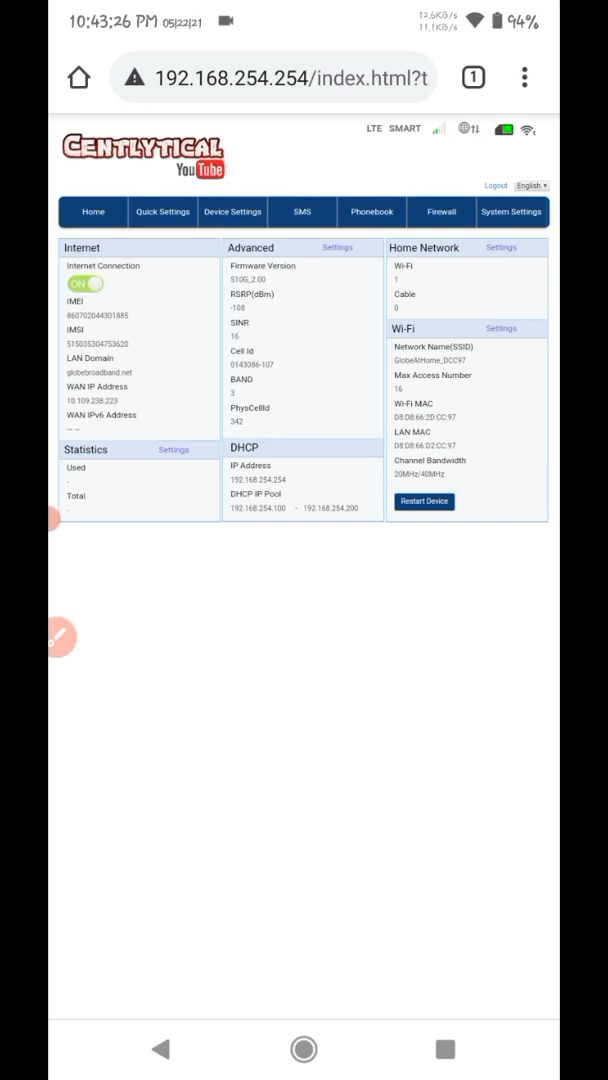 10:43:26 PM 05|22|21
12,6KB/s
11,1KB/s
94%
192.168.254.254/index.html?t
1
LTE SMART
CENTLYTICAL
YouTube
Logout English
Home Quick Settings Device Settings SMS Phonebook Firewall System Settings
Internet
Internet Connection
ON
IMEI
860702044301885
IMSI
515035304753620
LAN Domain
globebroadband.net
WAN IP Address
10.109.238.223
WAN IPv6 Address
— —
Statistics Settings
Used
-
Total
-
Advanced Settings
Firmware Version
S10G_2.00
RSRP(dBm)
-108
SINR
16
Cell Id
0143086-107
BAND
3
PhysCellId
342
DHCP
IP Address
192.168.254.254
DHCP IP Pool
192.168.254.100 - 192.168.254.200
Home Network Settings
Wi-Fi
1
Cable
0
Wi-Fi Settings
Network Name(SSID)
GlobeAtHome_DCC97
Max Access Number
16
Wi-Fi MAC
D8:D8:66:2D:CC:97
LAN MAC
D8:D8:66:D2:CC:97
Channel Bandwidth
20MHz/40MHz
Restart Device